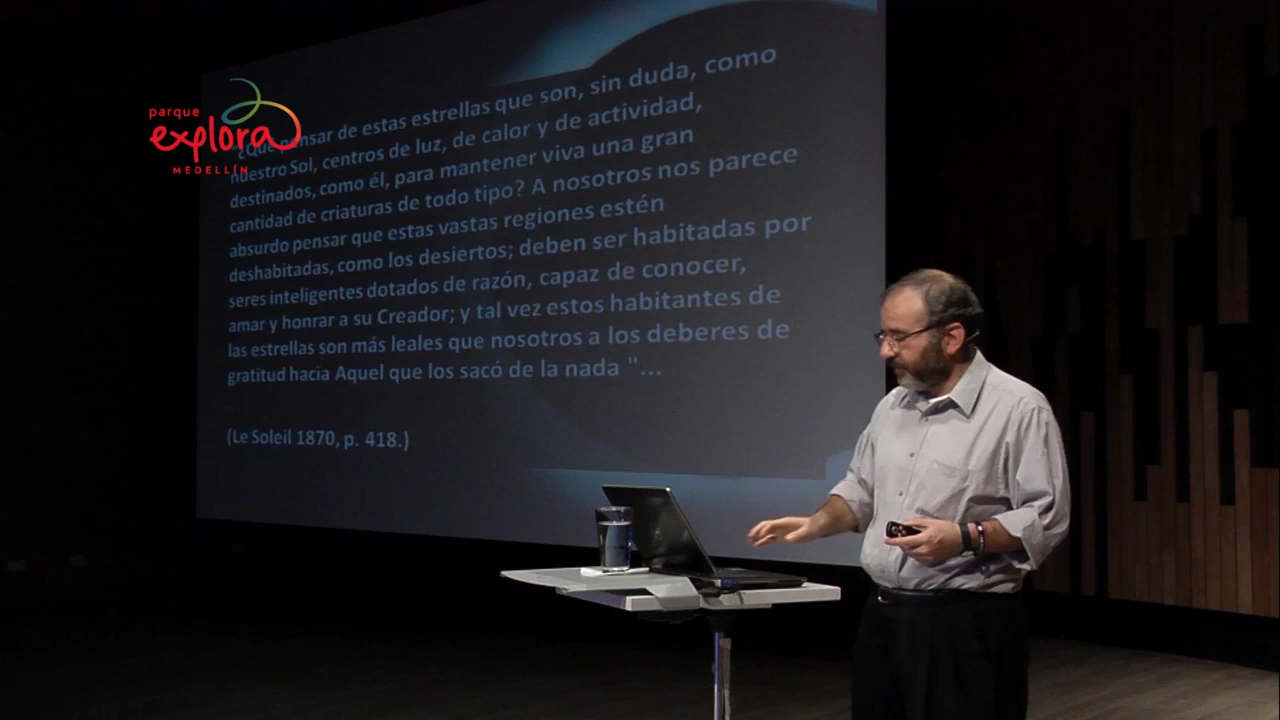 parque
explora
MEDELLÍN
"¿Qué pensar de estas estrellas que son, sin duda, como
nuestro Sol, centros de luz, de calor y de actividad,
destinados, como él, para mantener viva una gran
cantidad de criaturas de todo tipo? A nosotros nos parece
absurdo pensar que estas vastas regiones estén
deshabitadas, como los desiertos; deben ser habitadas por
seres inteligentes dotados de razón, capaz de conocer,
amar y honrar a su Creador; y tal vez estos habitantes de
las estrellas son más leales que nosotros a los deberes de
gratitud hacia Aquel que los sacó de la nada "...
(Le Soleil 1870, p. 418.)